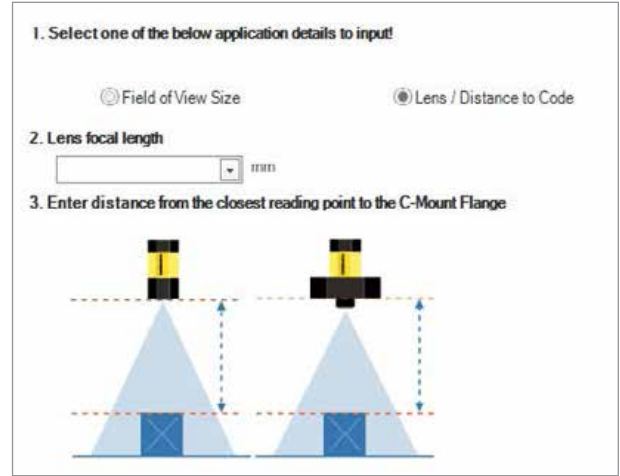 1. Select one of the below application details to input!
Field of View Size
Lens / Distance to Code
2. Lens focal length
mm
3. Enter distance from the closest reading point to the C-Mount Flange